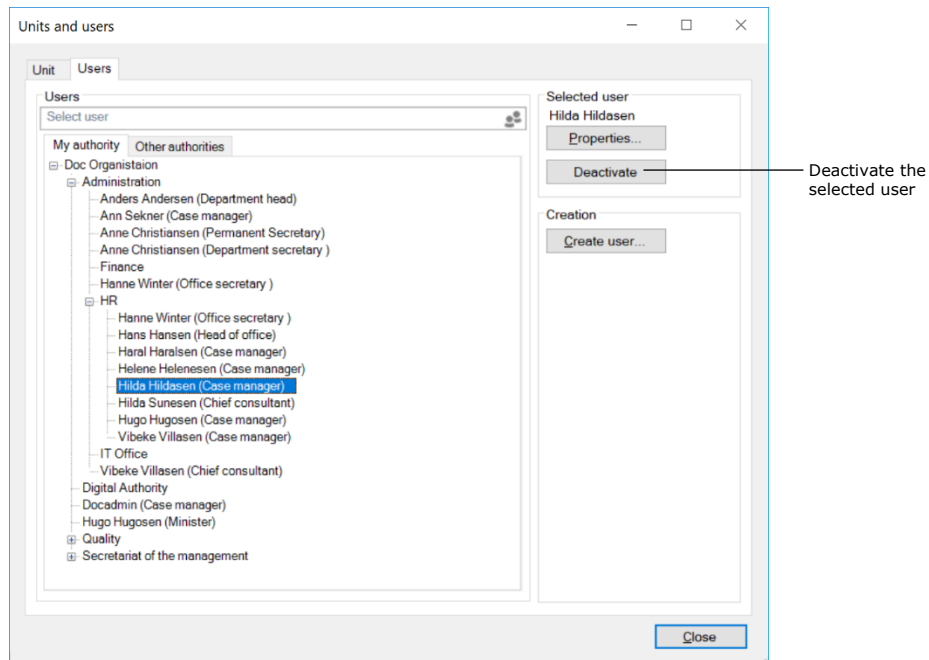 Units and users
Unit
Users
Users
Select user
My authority
Other authorities
Doc Organistaion
Administration
Anders Andersen (Department head)
Ann Sekner (Case manager)
Anne Christiansen (Permanent Secretary)
Anne Christiansen (Department secretary )
Finance
Hanne Winter (Office secretary )
HR
Hanne Winter (Office secretary )
Hans Hansen (Head of office)
Haral Haralsen (Case manager)
Helene Helenesen (Case manager)
Hilda Hildasen (Case manager)
Hilda Sunesen (Chief consultant)
Hugo Hugosen (Case manager)
Vibeke Villasen (Case manager)
IT Office
Vibeke Villasen (Chief consultant)
Digital Authority
Docadmin (Case manager)
Hugo Hugosen (Minister)
Quality
Secretariat of the management
Selected user
Hilda Hildasen
Properties...
Deactivate
Creation
Create user...
Deactivate the
selected user
Close